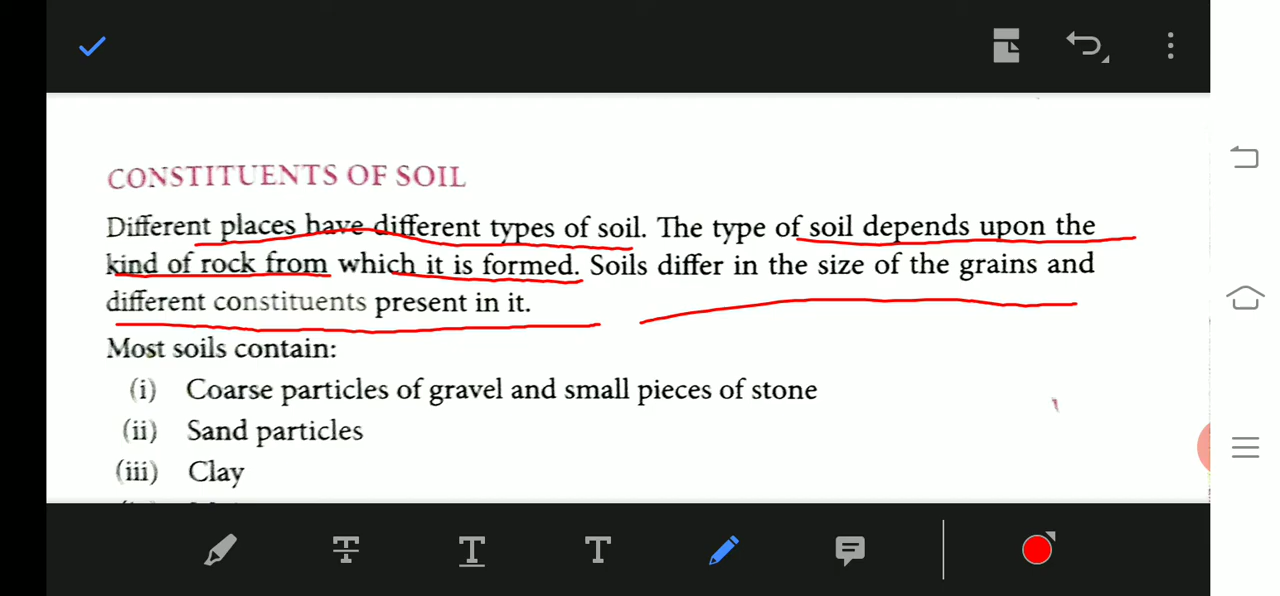 CONSTITUENTS OF SOIL
Different places have different types of soil. The type of soil depends upon the
kind of rock from which it is formed. Soils differ in the size of the grains and
different constituents present in it.
Most soils contain:
(i) Coarse particles of gravel and small pieces of stone
(ii) Sand particles
(iii) Clay